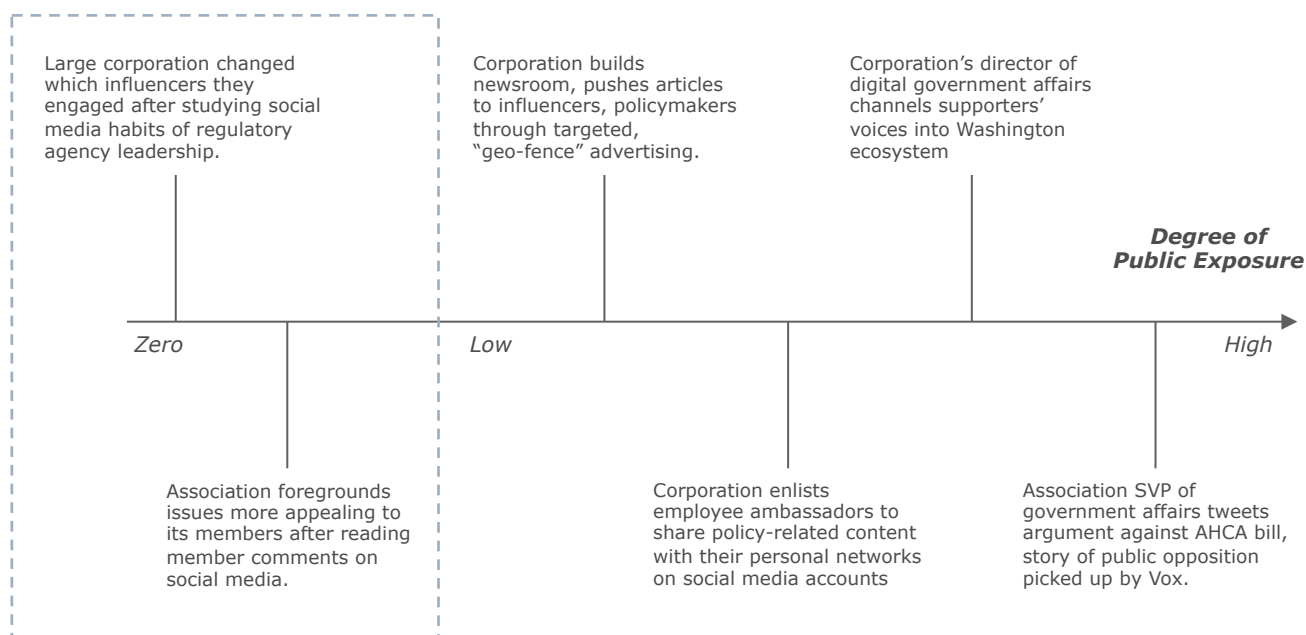 Large corporation changed
which influencers they
engaged after studying social
media habits of regulatory
agency leadership.
Corporation builds
newsroom, pushes articles
to influencers, policymakers
through targeted,
“geo-fence” advertising.
Corporation’s director of
digital government affairs
channels supporters’
voices into Washington
ecosystem
Degree of
Public Exposure
Zero
Low
High
Association foregrounds
issues more appealing to
its members after reading
member comments on
social media.
Corporation enlists
employee ambassadors to
share policy-related content
with their personal networks
on social media accounts
Association SVP of
government affairs tweets
argument against AHCA bill,
story of public opposition
picked up by Vox.